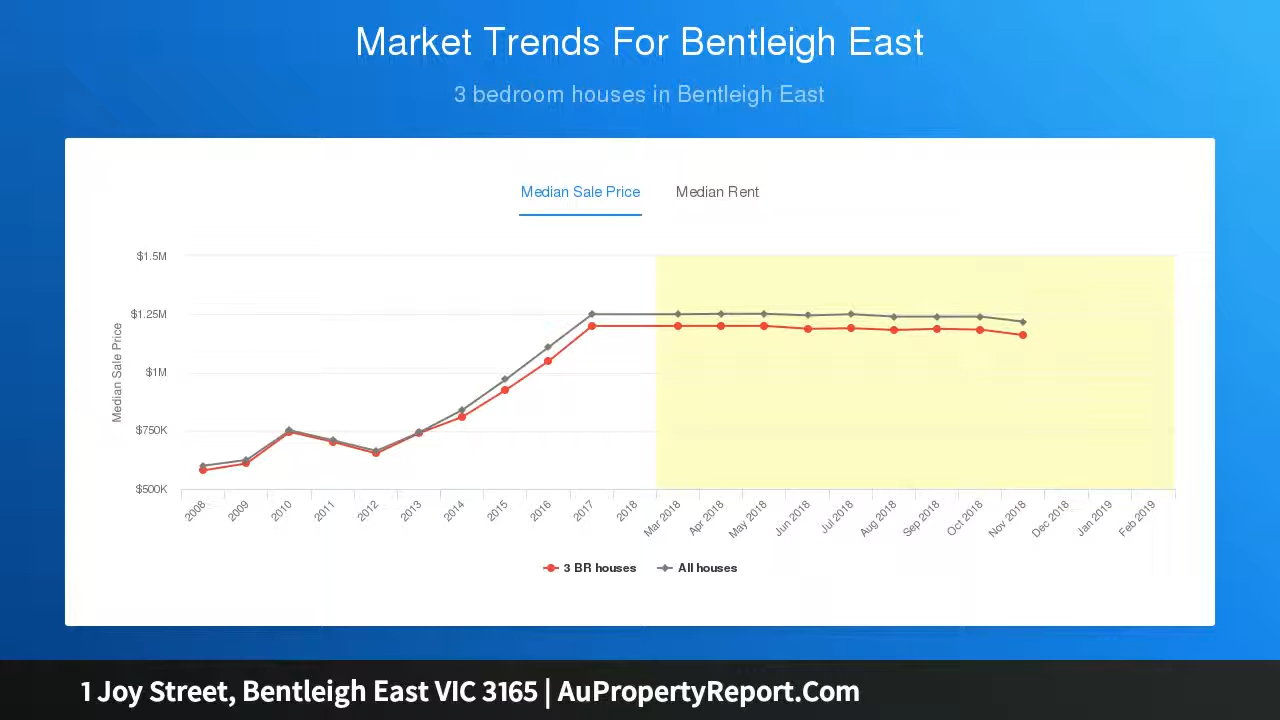 Market Trends For Bentleigh East
3 bedroom houses in Bentleigh East
Median Sale Price
Median Rent
$1.5M
$1.25M
$1M
$750K
$500K
Median Sale Price
2008
2009
2010
2011
2012
2013
2014
2015
2016
2017
2018
Mar 2018
Apr 2018
May 2018
Jun 2018
Jul 2018
Aug 2018
Sep 2018
Oct 2018
Nov 2018
Dec 2018
Jan 2019
Feb 2019
3 BR houses
All houses
1 Joy Street, Bentleigh East VIC 3165 | AuPropertyReport.Com